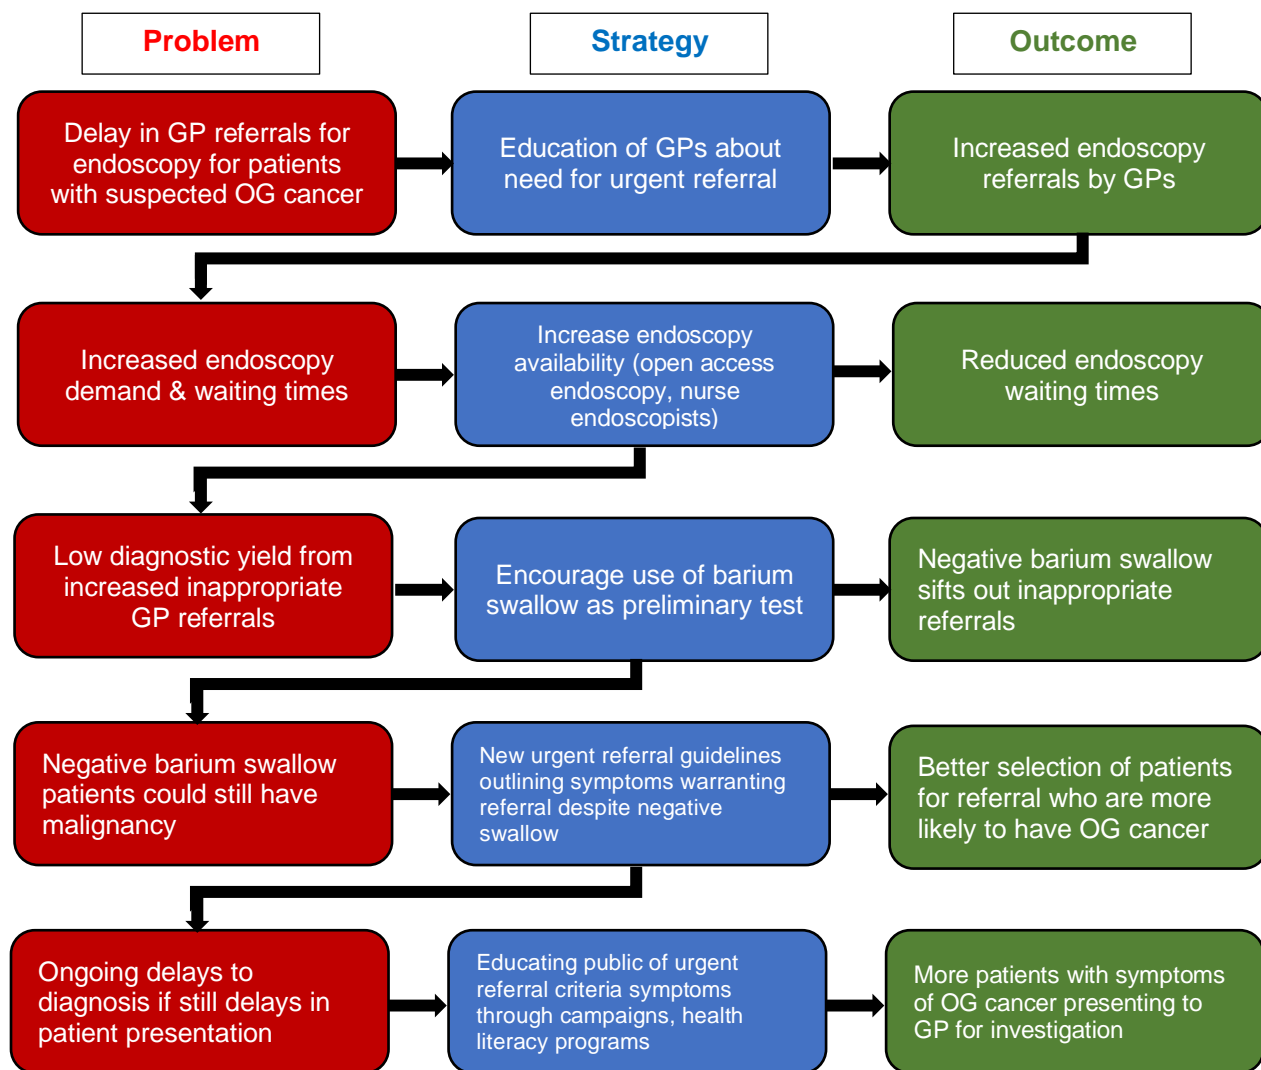 Problem
Strategy
Outcome
Delay in GP referrals for
endoscopy for patients
with suspected OG cancer
Education of GPs about
need for urgent referral
Increased endoscopy
referrals by GPs
Increased endoscopy
demand & waiting times
Increase endoscopy
availability (open access
endoscopy, nurse
endoscopists)
Reduced endoscopy
waiting times
Low diagnostic yield from
increased inappropriate
GP referrals
Encourage use of barium
swallow as preliminary test
Negative barium swallow
sifts out inappropriate
referrals
Negative barium swallow
patients could still have
malignancy
New urgent referral guidelines
outlining symptoms warranting
referral despite negative
swallow
Better selection of patients
for referral who are more
likely to have OG cancer
Ongoing delays to
diagnosis if still delays in
patient presentation
Educating public of urgent
referral criteria symptoms
through campaigns, health
literacy programs
More patients with symptoms
of OG cancer presenting to
GP for investigation